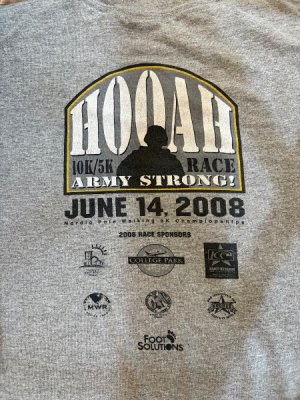 HOOAH
10K/5K RACE
ARMY STRONG!
JUNE 14, 2008
Nordic Pole Walking 5K Championships
2008 RACE SPONSORS
COLLEGE PARK
MWR
FOOT
SOLUTIONS